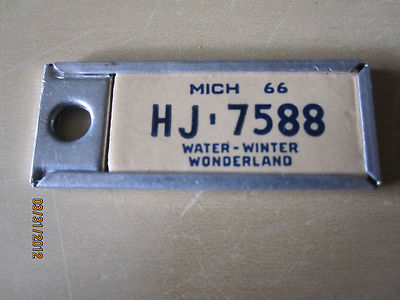 MICH 66
HJ·7588
WATER-WINTER
WONDERLAND
03/31/2012